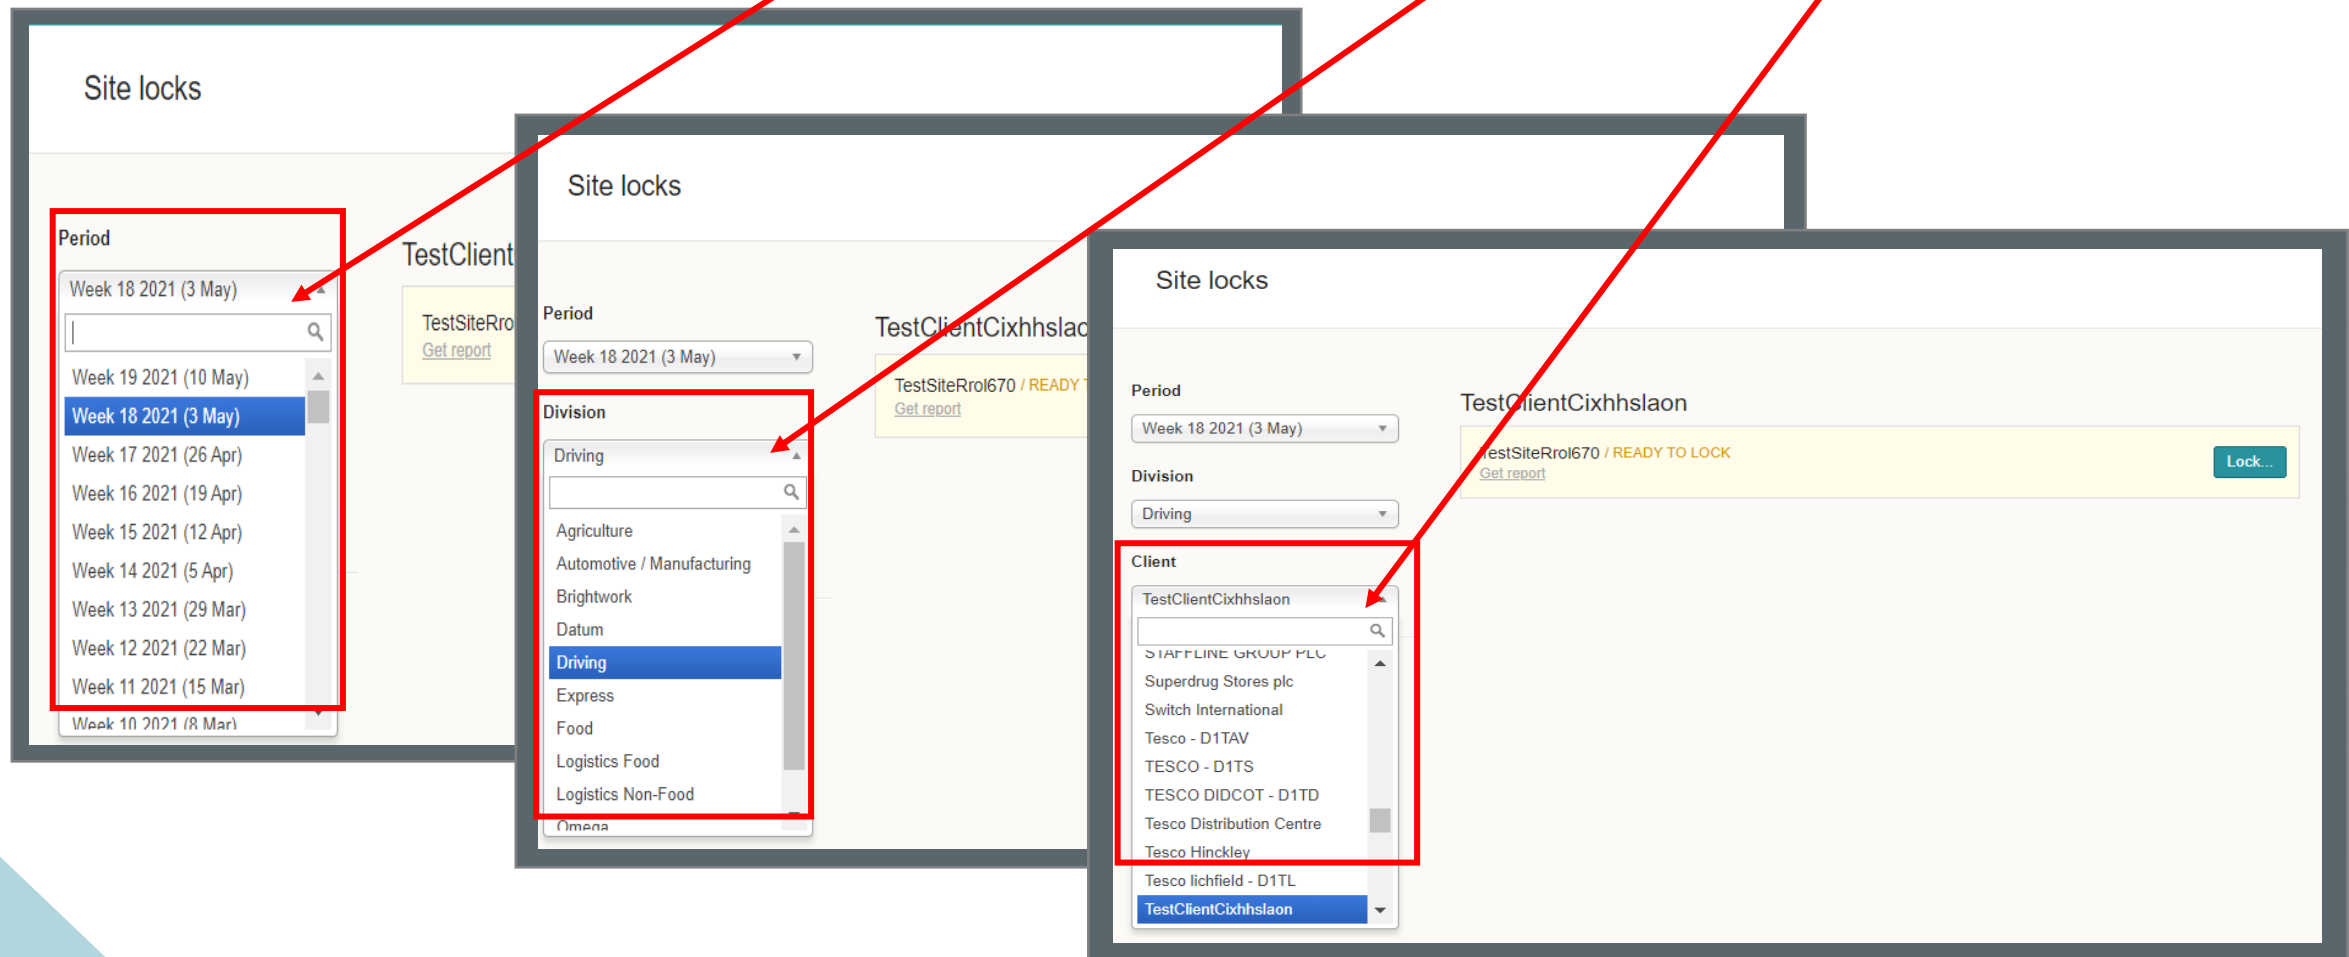 Site locks
Period
Week 18 2021 (3 May)
Week 19 2021 (10 May)
Week 18 2021 (3 May)
Week 17 2021 (26 Apr)
Week 16 2021 (19 Apr)
Week 15 2021 (12 Apr)
Week 14 2021 (5 Apr)
Week 13 2021 (29 Mar)
Week 12 2021 (22 Mar)
Week 11 2021 (15 Mar)
Week 10 2021 (8 Mar)
TestClient
TestSiteRro
Get report
Site locks
Period
Week 18 2021 (3 May)
Division
Driving
Agriculture
Automotive / Manufacturing
Brightwork
Datum
Driving
Express
Food
Logistics Food
Logistics Non-Food
Omega
TestClientCixhhslao
TestSiteRrol670 / READY T
Get report
Site locks
Period
Week 18 2021 (3 May)
Division
Driving
Client
TestClientCixhhslaon
STAFFLINE GROUP PLC
Superdrug Stores plc
Switch International
Tesco - D1TAV
TESCO - D1TS
TESCO DIDCOT - D1TD
Tesco Distribution Centre
Tesco Hinckley
Tesco lichfield - D1TL
TestClientCixhhslaon
TestClientCixhhslaon
TestSiteRrol670 / READY TO LOCK
Get report
Lock...